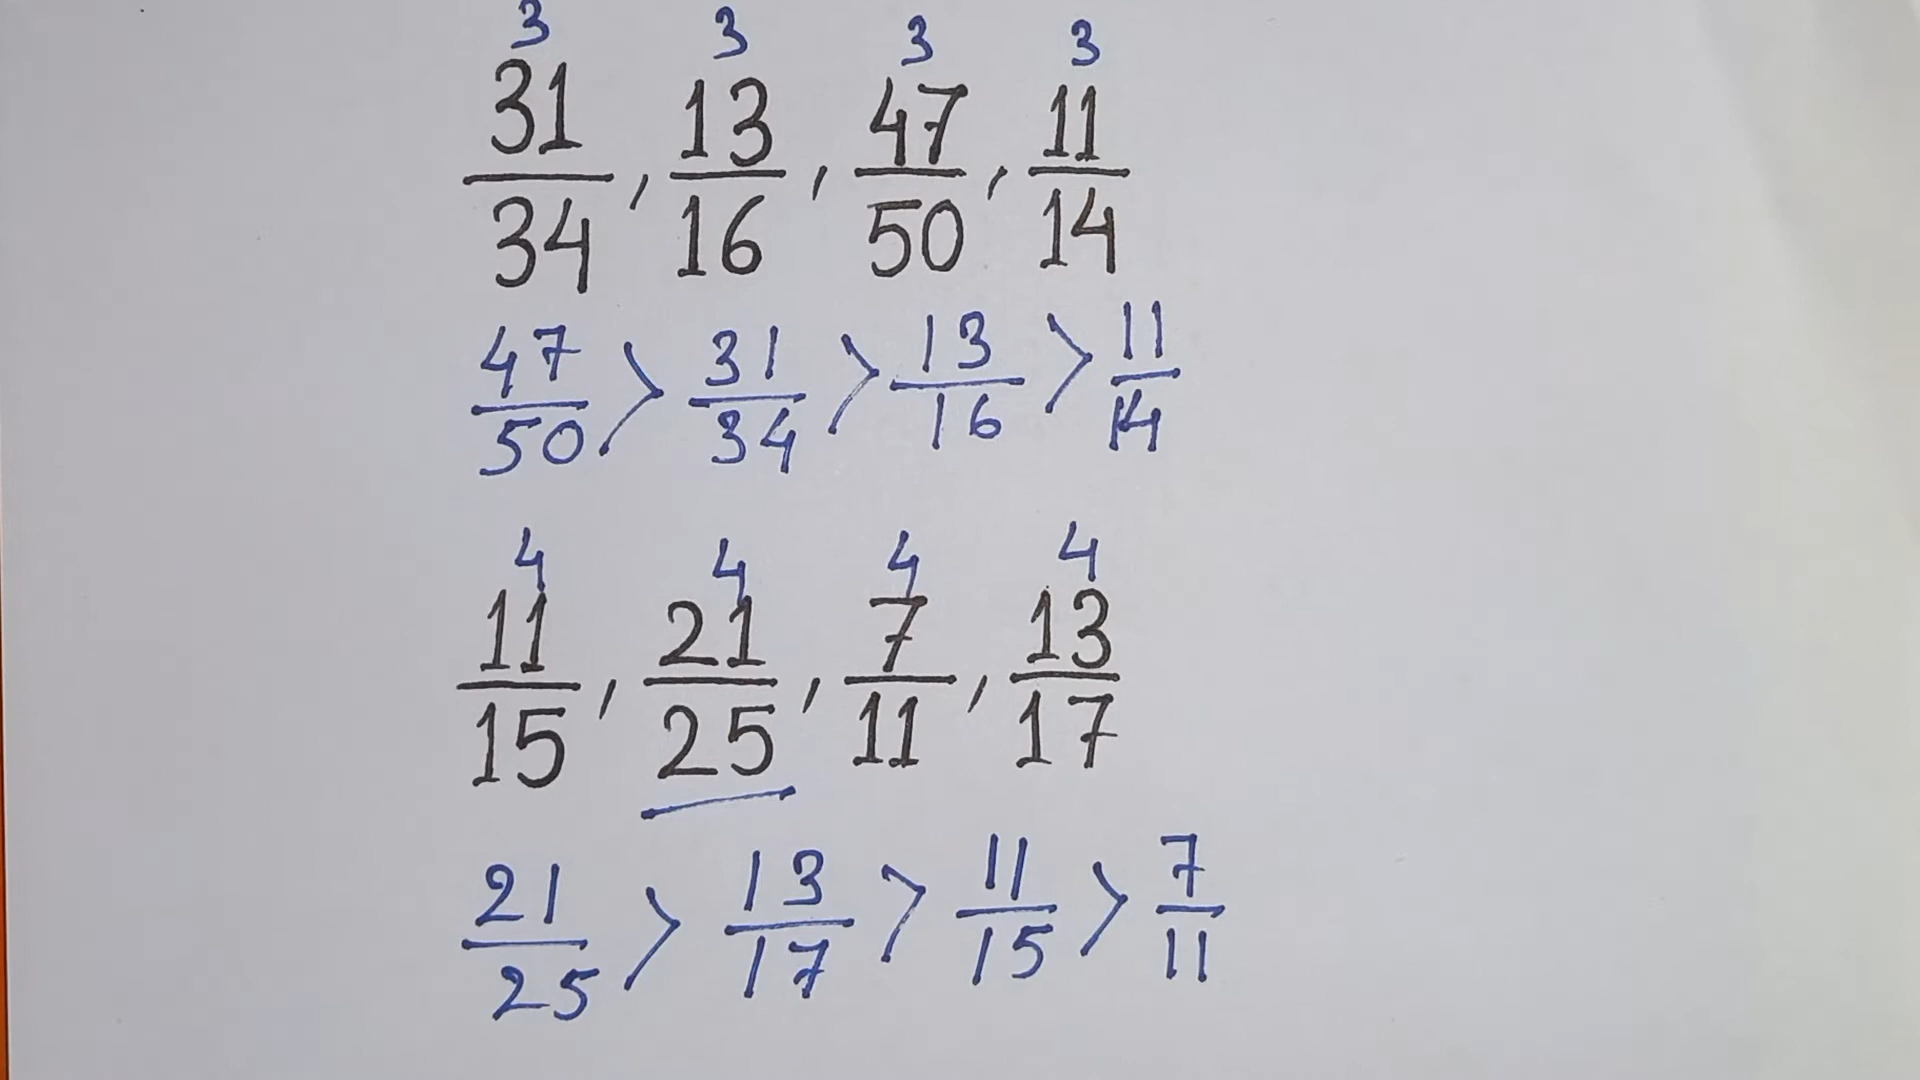 3 3 3 3
31/34, 13/16, 47/50, 11/14
47/50 > 31/34 > 13/16 > 11/14
4 4 4 4
11/15, 21/25, 7/11, 13/17
21/25 > 13/17 > 11/15 > 7/11